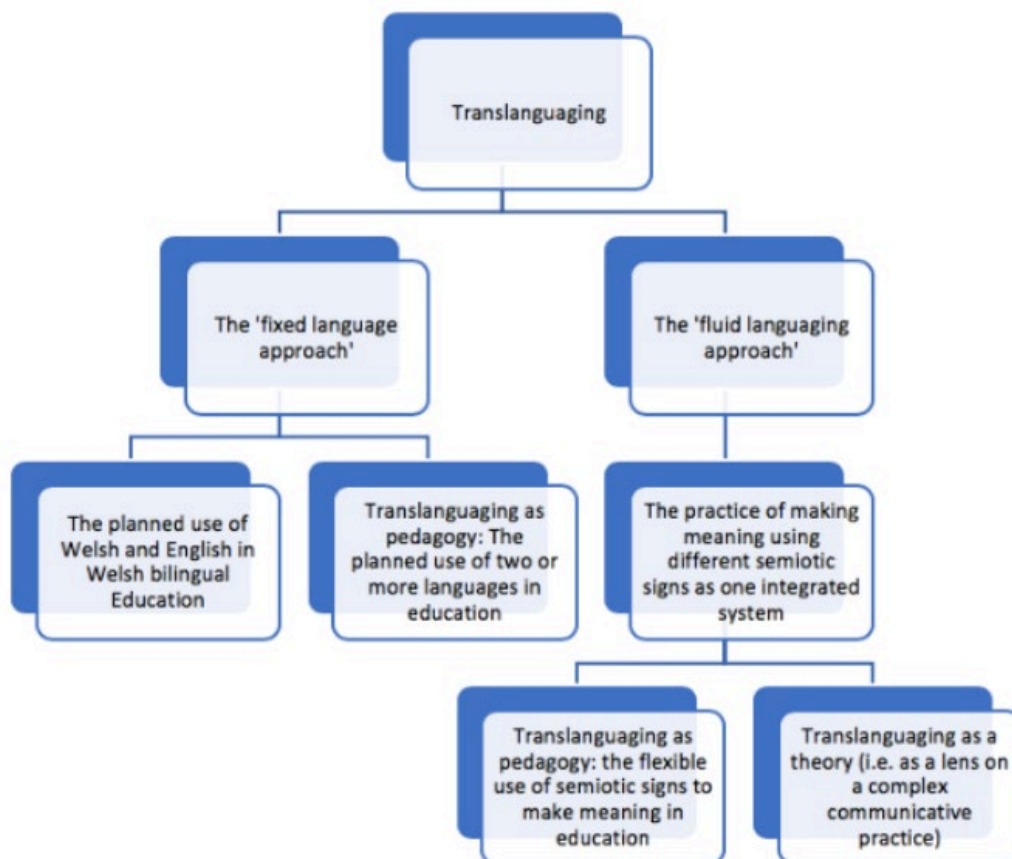 Translanguaging
The 'fixed language
approach'
The 'fluid languaging
approach'
The planned use of
Welsh and English in
Welsh bilingual
Education
Translanguaging as
pedagogy: The
planned use of two or
more languages in
education
The practice of making
meaning using
different semiotic
signs as one integrated
system
Translanguaging as
pedagogy: the flexible
use of semiotic signs to
make meaning in
education
Translanguaging as a
theory (i.e. as a lens on
a complex
communicative
practice)